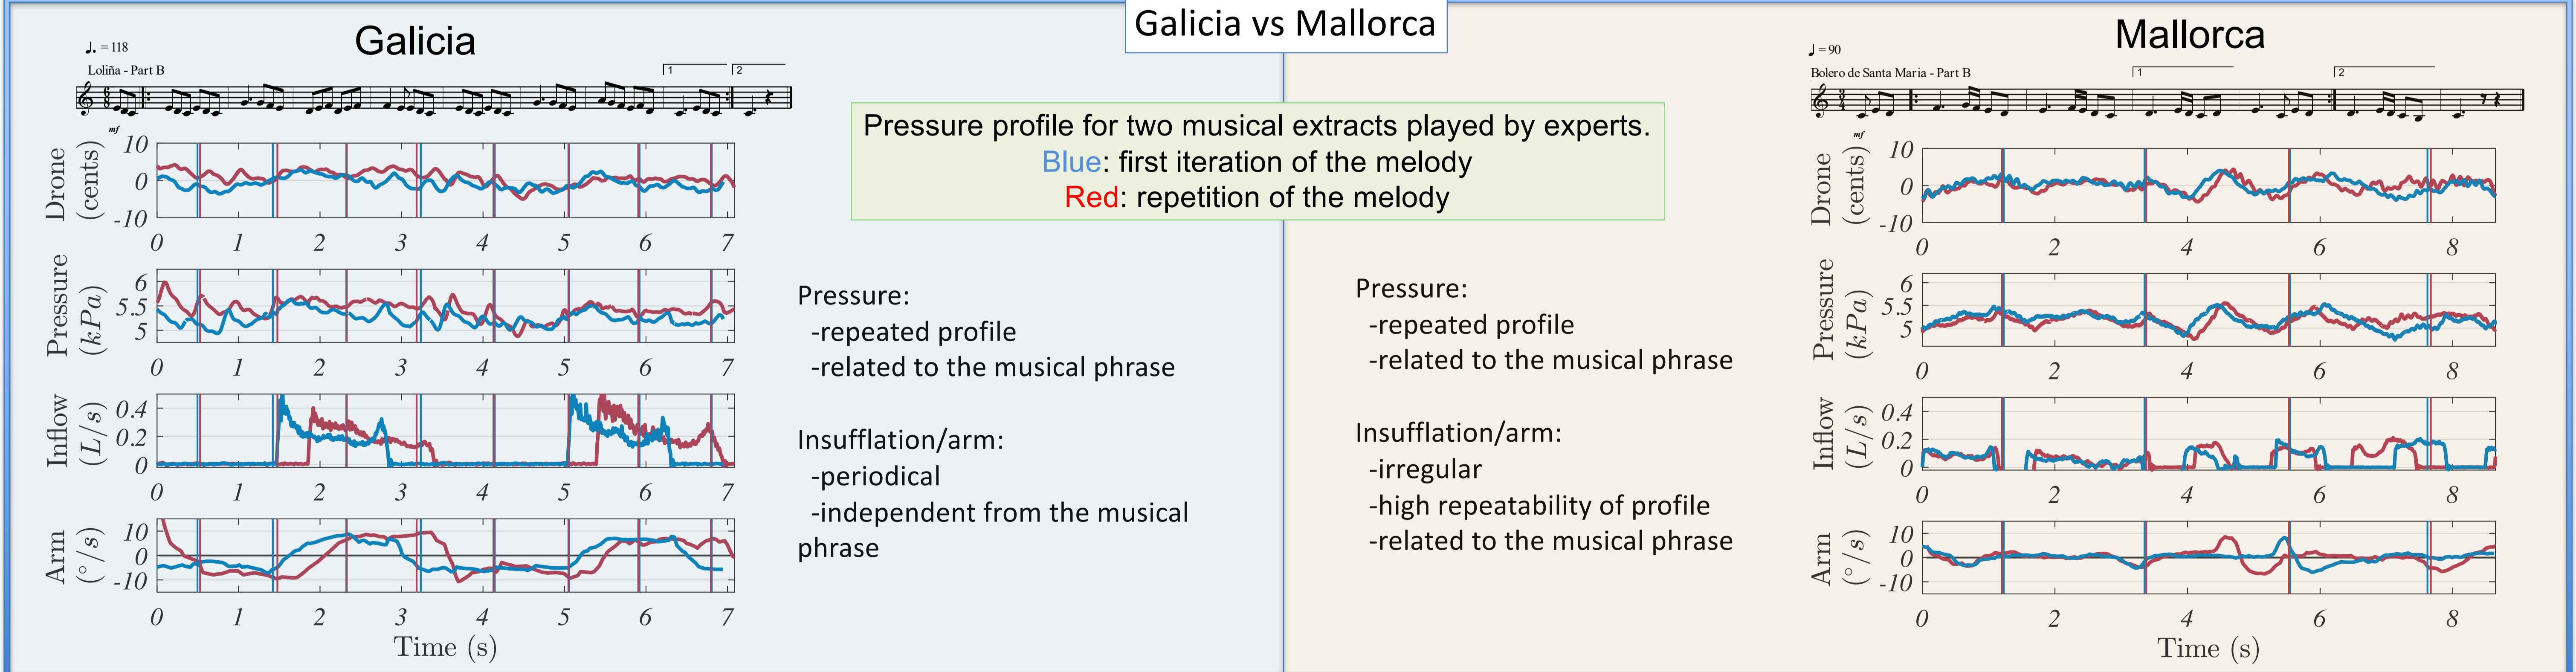 Galicia vs Mallorca
Galicia
♩. = 118
Loliña - Part B
1
2
mf
Pressure profile for two musical extracts played by experts.
Blue: first iteration of the melody
Red: repetition of the melody
Drone
(cents)
10
0
-10
0 1 2 3 4 5 6 7
Pressure
(kPa)
6
5.5
5
0 1 2 3 4 5 6 7
Inflow
(L/s)
0.4
0.2
0
0 1 2 3 4 5 6 7
Arm
(°/s)
10
0
-10
0 1 2 3 4 5 6 7
Time (s)
Pressure:
-repeated profile
-related to the musical phrase
Insufflation/arm:
-periodical
-independent from the musical
phrase
Pressure:
-repeated profile
-related to the musical phrase
Insufflation/arm:
-irregular
-high repeatability of profile
-related to the musical phrase
Mallorca
♩ = 90
Bolero de Santa Maria - Part B
1
2
mf
Drone
(cents)
10
0
-10
0 2 4 6 8
Pressure
(kPa)
6
5.5
5
0 2 4 6 8
Inflow
(L/s)
0.4
0.2
0
0 2 4 6 8
Arm
(°/s)
10
0
-10
0 2 4 6 8
Time (s)